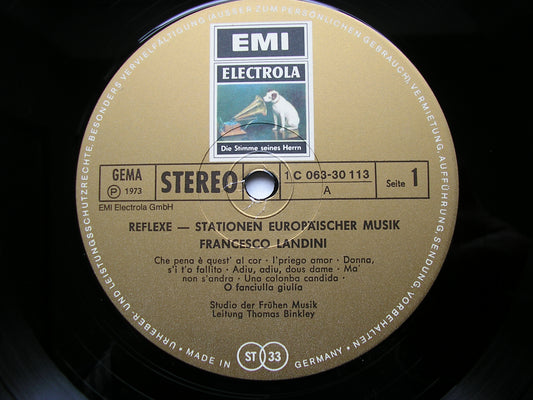 EMI
ELECTROLA
Die Stimme seines Herrn
GEMA
Ⓟ 1973
STEREO
1 C 063-30 113
A
Seite 1
EMI Electrola GmbH
REFLEXE — STATIONEN EUROPÄISCHER MUSIK
FRANCESCO LANDINI
Che pena è quest' al cor · I'priego amor · Donna,
s'i t'o fallito · Adiu, adiu, dous dame · Ma'
non s'andra · Una colomba candida ·
O fanciulla giulia
Studio der Frühen Musik
Leitung Thomas Binkley
ST 33
URHEBER- UND LEISTUNGSSCHUTZRECHTE, BESONDERS VERVIELFÄLTIGUNG (AUSSER ZUM PERSÖNLICHEN GEBRAUCH), VERMIETUNG, AUFFÜHRUNG, SENDUNG, VORBEHALTEN · MADE IN GERMANY ·